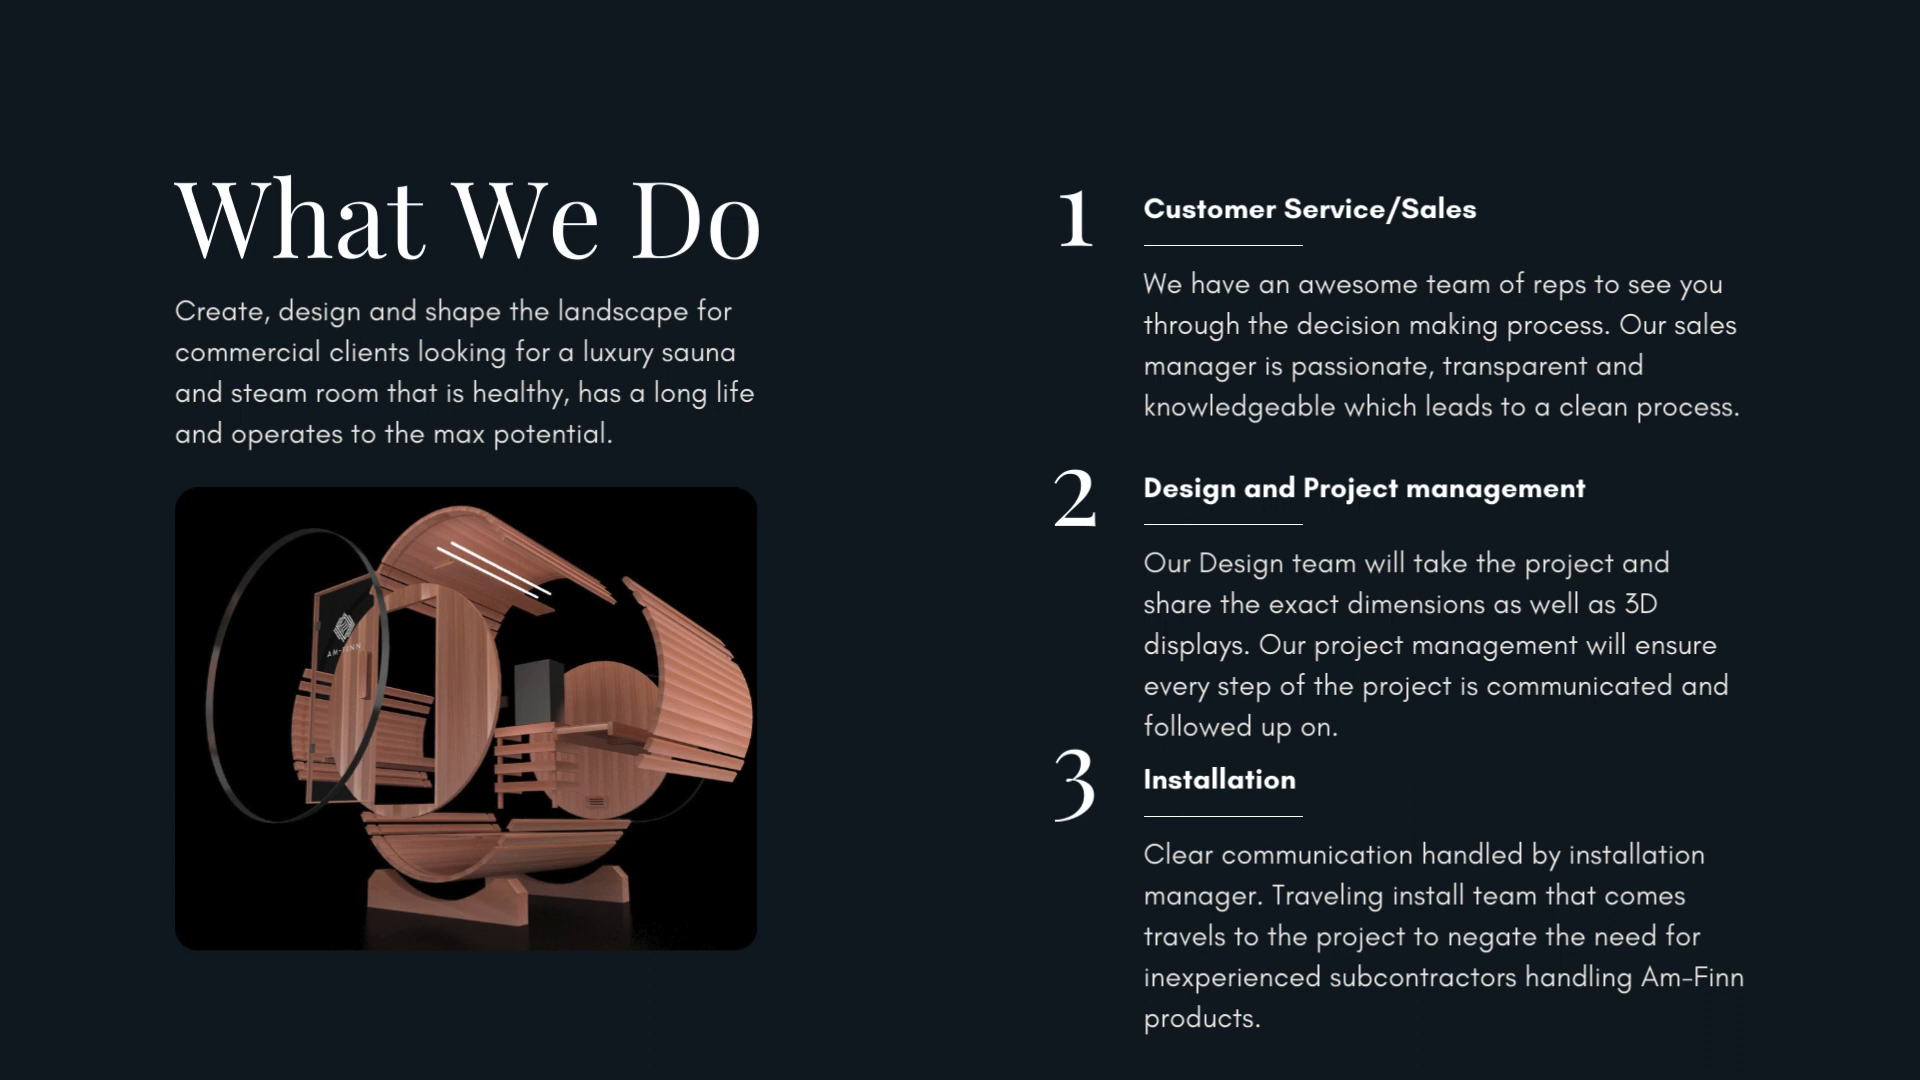 What We Do
Create, design and shape the landscape for
commercial clients looking for a luxury sauna
and steam room that is healthy, has a long life
and operates to the max potential.
AM-FINN
1
Customer Service/Sales
We have an awesome team of reps to see you
through the decision making process. Our sales
manager is passionate, transparent and
knowledgeable which leads to a clean process.
2
Design and Project management
Our Design team will take the project and
share the exact dimensions as well as 3D
displays. Our project management will ensure
every step of the project is communicated and
followed up on.
3
Installation
Clear communication handled by installation
manager. Traveling install team that comes
travels to the project to negate the need for
inexperienced subcontractors handling Am-Finn
products.